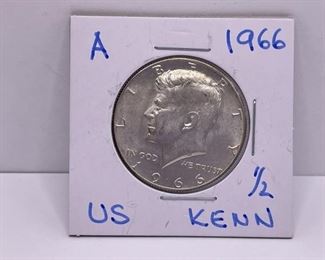 A 1966
LIBERTY
IN GOD WE TRUST
1966
1/2
US KENN